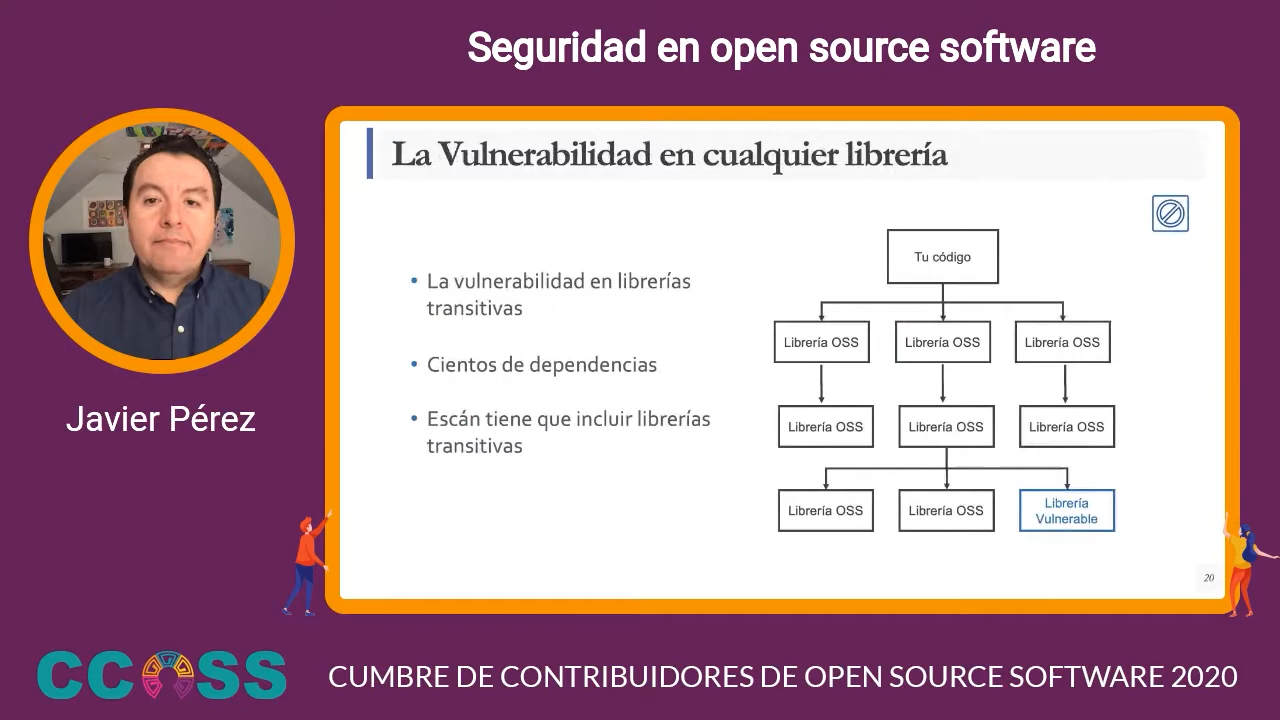 Seguridad en open source software
La Vulnerabilidad en cualquier librería
• La vulnerabilidad en librerías
transitivas
• Cientos de dependencias
• Escán tiene que incluir librerías
transitivas
Tu código
Librería OSS
Librería OSS
Librería OSS
Librería OSS
Librería OSS
Librería OSS
Librería OSS
Librería OSS
Librería
Vulnerable
20
Javier Pérez
CCOSS
CUMBRE DE CONTRIBUIDORES DE OPEN SOURCE SOFTWARE 2020